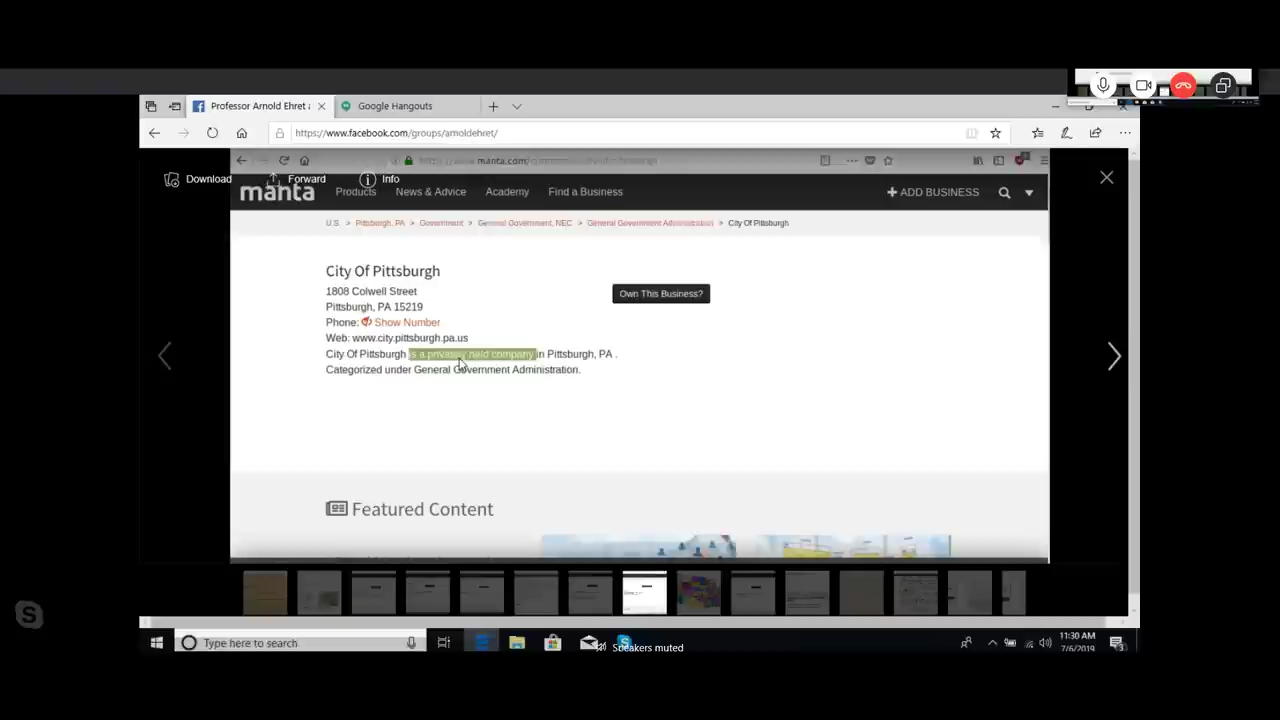 Professor Arnold Ehret a
Google Hangouts
https://www.facebook.com/groups/arnoldehret/
manta.com
Download
Forward
Info
manta
Products
News & Advice
Academy
Find a Business
ADD BUSINESS
U.S. > Pittsburgh, PA > Government > General Government, NEC > General Government Administration > City Of Pittsburgh
City Of Pittsburgh
1808 Colwell Street
Own This Business?
Pittsburgh, PA 15219
Phone: Show Number
Web: www.city.pittsburgh.pa.us
City Of Pittsburgh is a privately held company in Pittsburgh, PA .
Categorized under General Government Administration.
Featured Content
S
Type here to search
Speakers muted
11:30 AM
7/6/2019